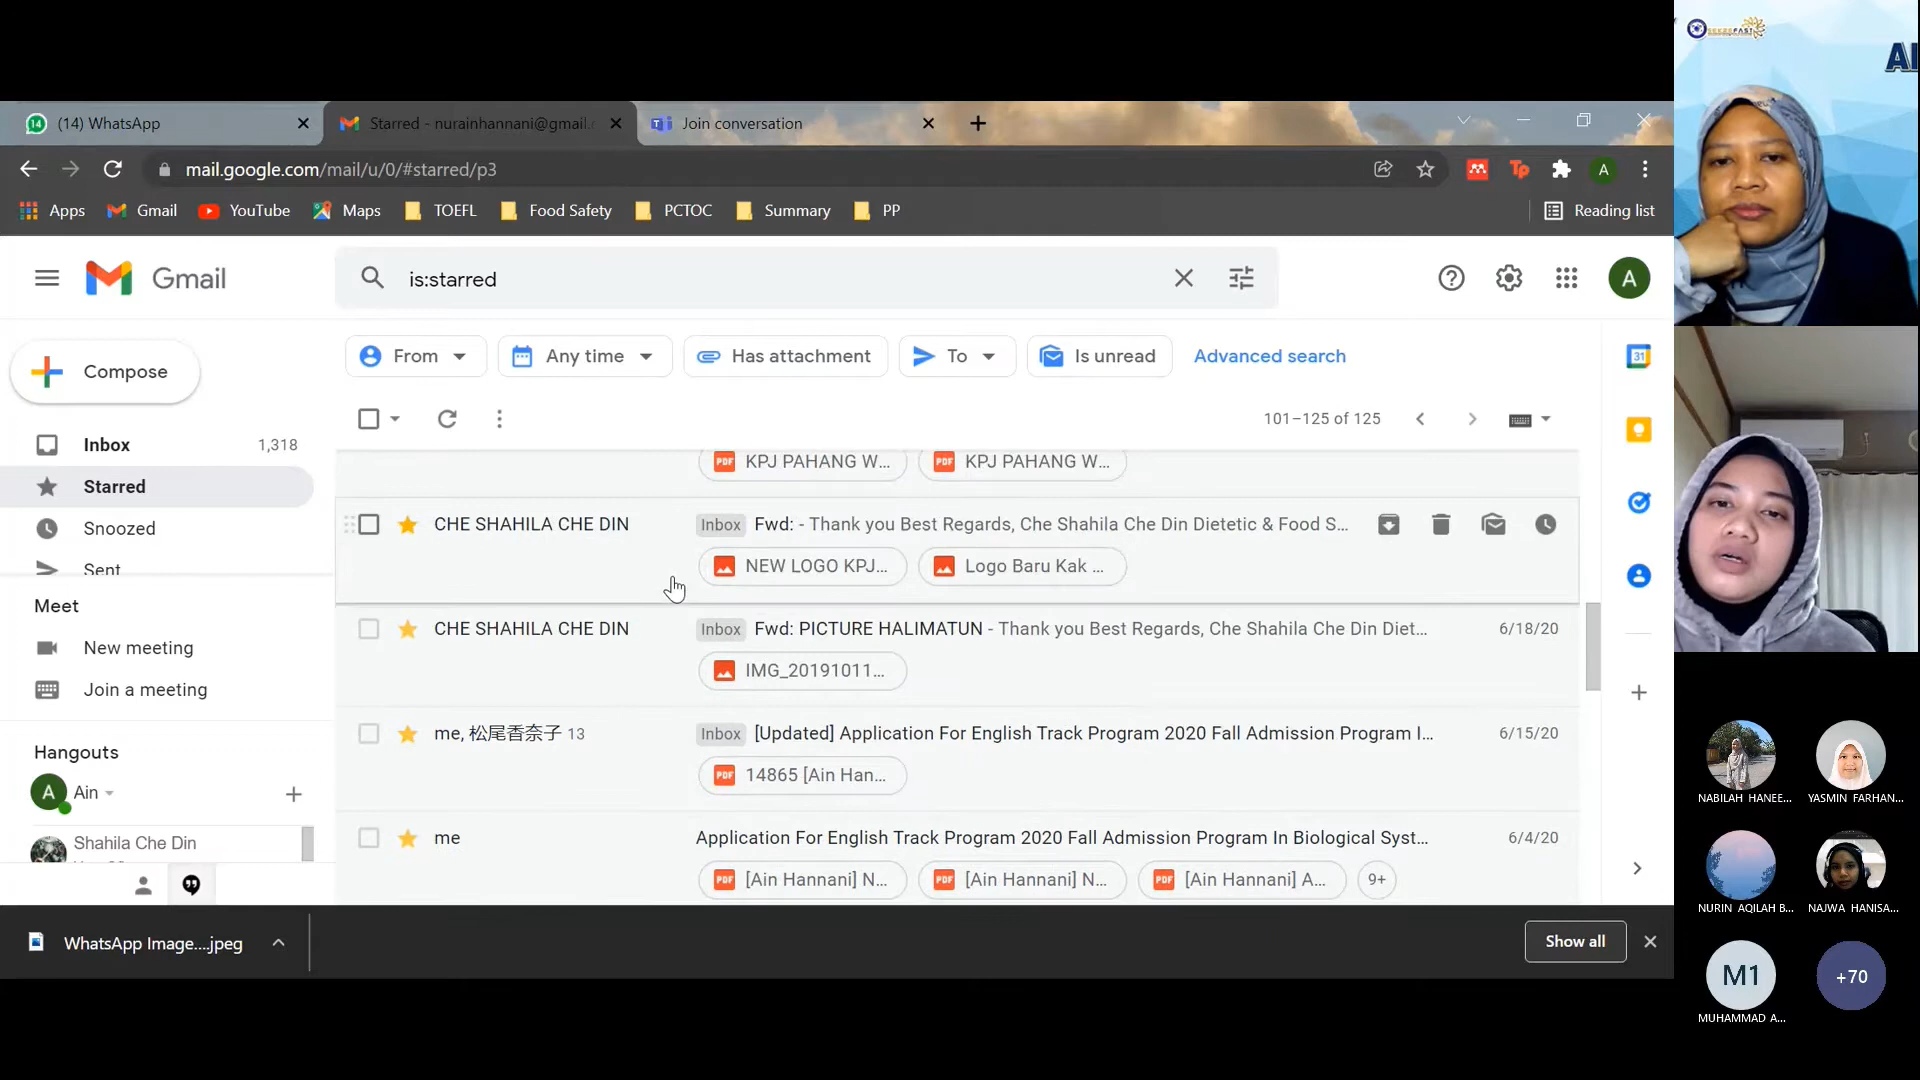 AI
(14) WhatsApp
Starred - nurainhannani@gmail.c
Join conversation
mail.google.com/mail/u/0/#starred/p3
Apps
Gmail
YouTube
Maps
TOEFL
Food Safety
PCTOC
Summary
PP
Reading list
Gmail
is:starred
A
Compose
From
Any time
Has attachment
To
Is unread
Advanced search
101–125 of 125
Inbox 1,318
Starred
Snoozed
Sent
Meet
New meeting
Join a meeting
Hangouts
A Ain
Shahila Che Din
PDF KPJ PAHANG W... PDF KPJ PAHANG W...
CHE SHAHILA CHE DIN Inbox Fwd: - Thank you Best Regards, Che Shahila Che Din Dietetic & Food S...
NEW LOGO KPJ... Logo Baru Kak ...
CHE SHAHILA CHE DIN Inbox Fwd: PICTURE HALIMATUN - Thank you Best Regards, Che Shahila Che Din Diet... 6/18/20
IMG_20191011...
me, 松尾香奈子 13 Inbox [Updated] Application For English Track Program 2020 Fall Admission Program I... 6/15/20
PDF 14865 [Ain Han...
me Application For English Track Program 2020 Fall Admission Program In Biological Syst... 6/4/20
PDF [Ain Hannani] N... PDF [Ain Hannani] N... PDF [Ain Hannani] A... 9+
31
WhatsApp Image....jpeg
Show all
NABILAH HANEE...
YASMIN FARHAN...
NURIN AQILAH B...
NAJWA HANISA...
M1
+70
MUHAMMAD A...